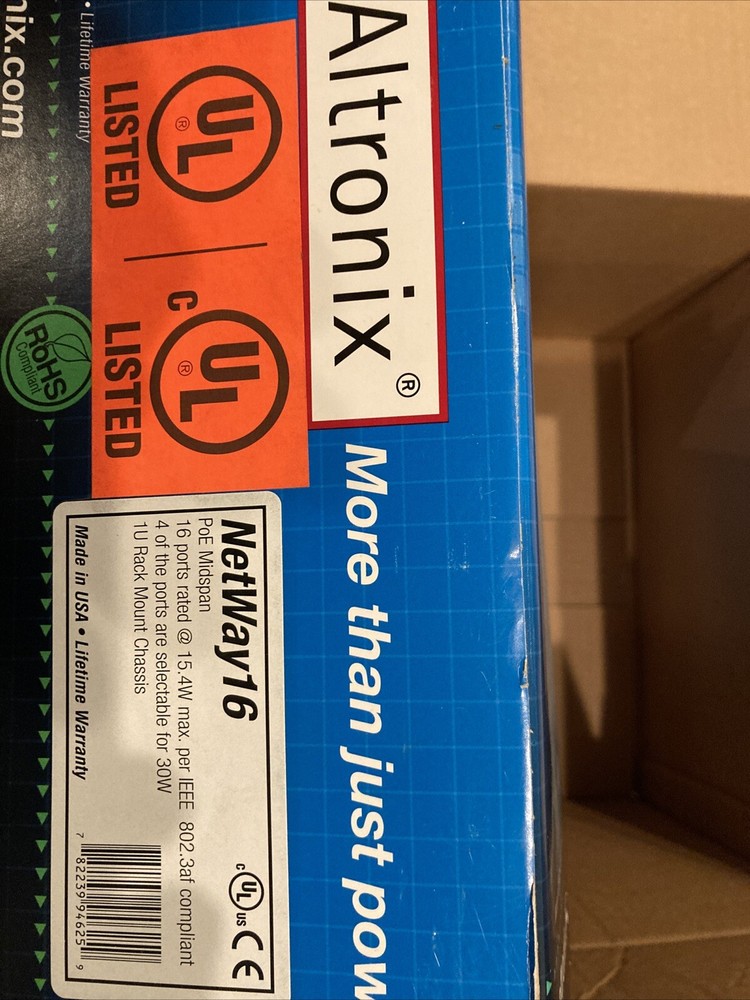 Altronix®
More than just pow
UL
®
LISTED
C
UL
®
LISTED
NetWay16
PoE Midspan
16 ports rated @ 15.4W max. per IEEE 802.3af compliant
4 of the ports are selectable for 30W
1U Rack Mount Chassis
Made in USA • Lifetime Warranty
c UL us CE
7 82239 94625 9
• Lifetime Warranty
RoHS
Compliant
nix.com